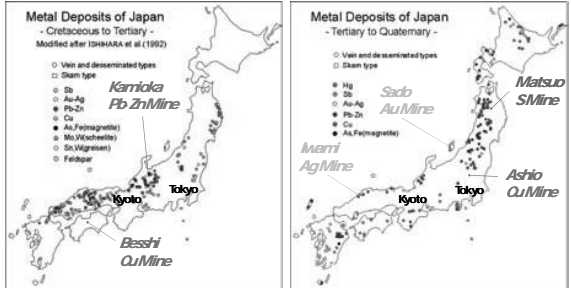 Metal Deposits of Japan
- Cretaceous to Tertiary -
Modified after ISHIHARA et al.(1992)
Vein and desseminated types
Skarn type
Sb
Au-Ag
Pb-Zn
Cu
As,Fe(magnetite)
Mo,W(scheelite)
Sn,W(greisen)
Feldspar
Kamioka
Pb-Zn Mine
Kyoto
Tokyo
Besshi
Cu Mine
Metal Deposits of Japan
- Tertiary to Quaternary -
Vein and desseminated types
Skarn type
Hg
Sb
Au-Ag
Pb-Zn
Cu
As,Fe(magnetite)
Sado
Au Mine
Matsuo
S Mine
Iwami
Ag Mine
Ashio
Cu Mine
Kyoto
Tokyo